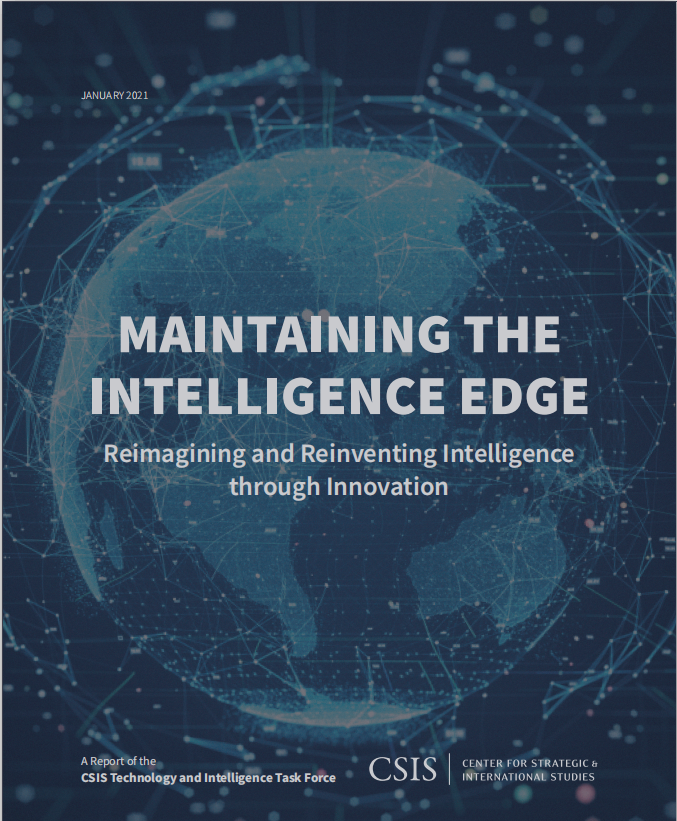 JANUARY 2021
MAINTAINING THE
INTELLIGENCE EDGE
Reimagining and Reinventing Intelligence
through Innovation
A Report of the
CSIS Technology and Intelligence Task Force
CSIS
CENTER FOR STRATEGIC &
INTERNATIONAL STUDIES